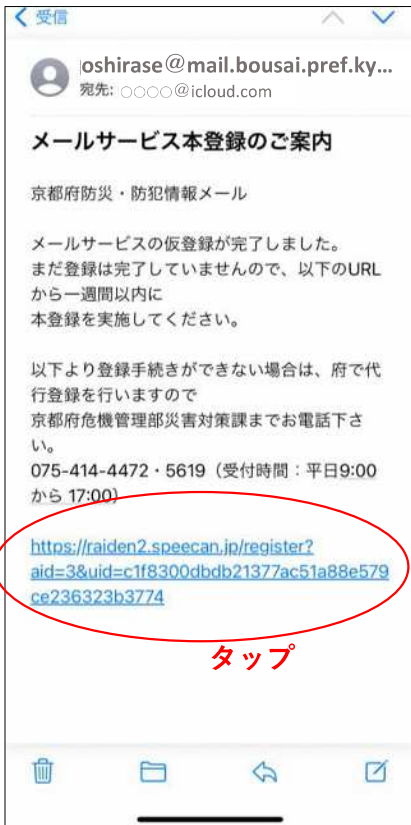 受信
oshirase@mail.bousai.pref.ky...
宛先: ○○○○@icloud.com
メールサービス本登録のご案内
京都府防災・防犯情報メール
メールサービスの仮登録が完了しました。
まだ登録は完了していませんので、以下のURL
から一週間以内に
本登録を実施してください。
以下より登録手続きができない場合は、府で代
行登録を行いますので
京都府危機管理部災害対策課までお電話下さ
い。
075-414-4472・5619（受付時間：平日9:00
から 17:00）
https://raiden2.speecan.jp/register?
aid=3&uid=c1f8300dbdb21377ac51a88e579
ce236323b3774
タップ